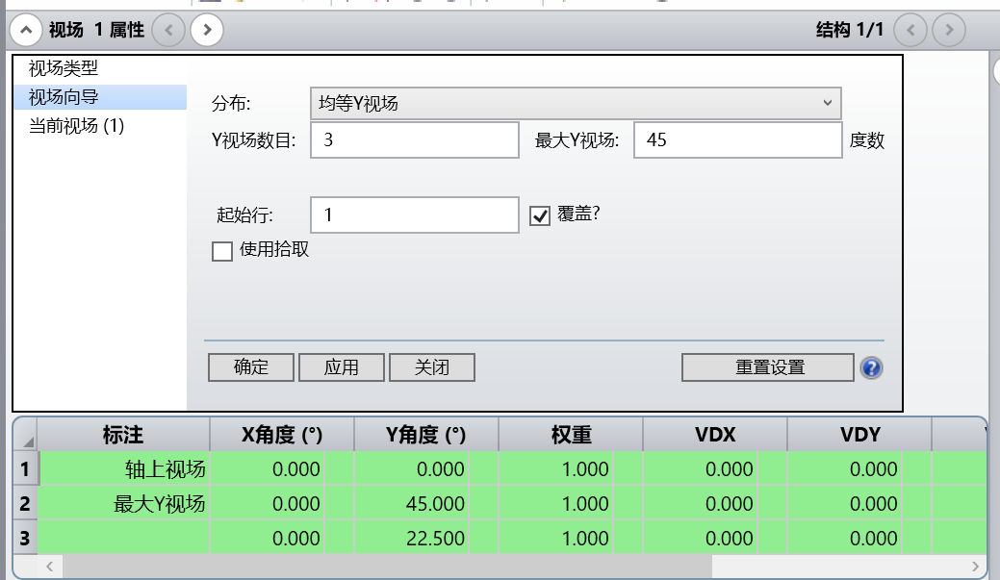 视场 1 属性
结构 1/1
视场类型
视场向导
当前视场 (1)
分布: 均等Y视场
Y视场数目: 3 最大Y视场: 45 度数
起始行: 1 覆盖?
使用拾取
确定 应用 关闭 重置设置 ?
标注 X角度 (°) Y角度 (°) 权重 VDX VDY
1 轴上视场 0.000 0.000 1.000 0.000 0.000
2 最大Y视场 0.000 45.000 1.000 0.000 0.000
3 0.000 22.500 1.000 0.000 0.000